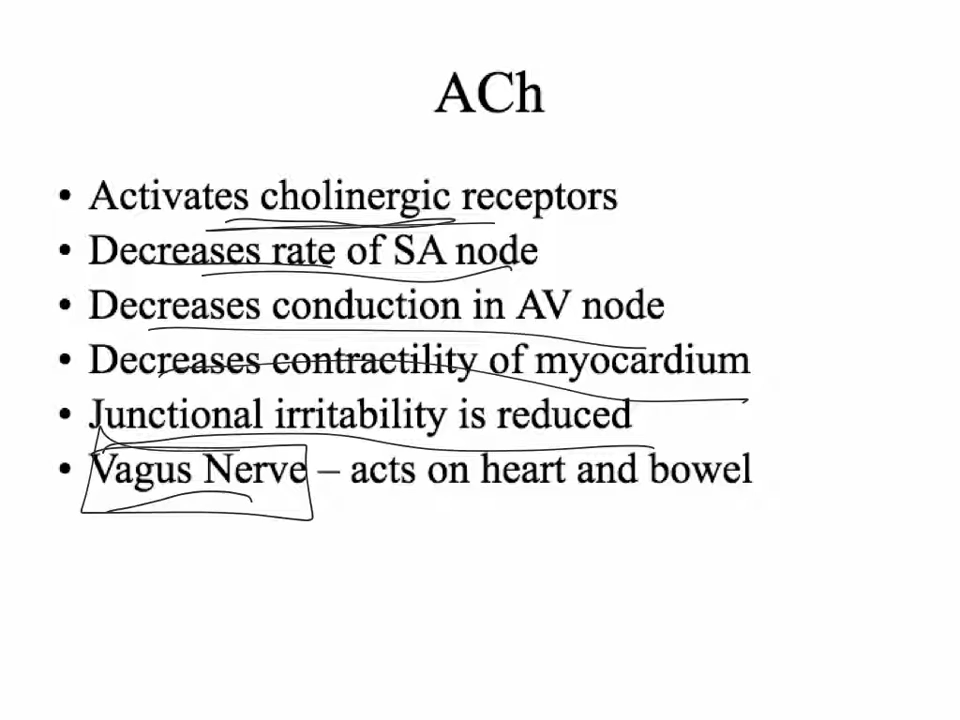 ACh
• Activates cholinergic receptors
• Decreases rate of SA node
• Decreases conduction in AV node
• Decreases contractility of myocardium
• Junctional irritability is reduced
• Vagus Nerve – acts on heart and bowel